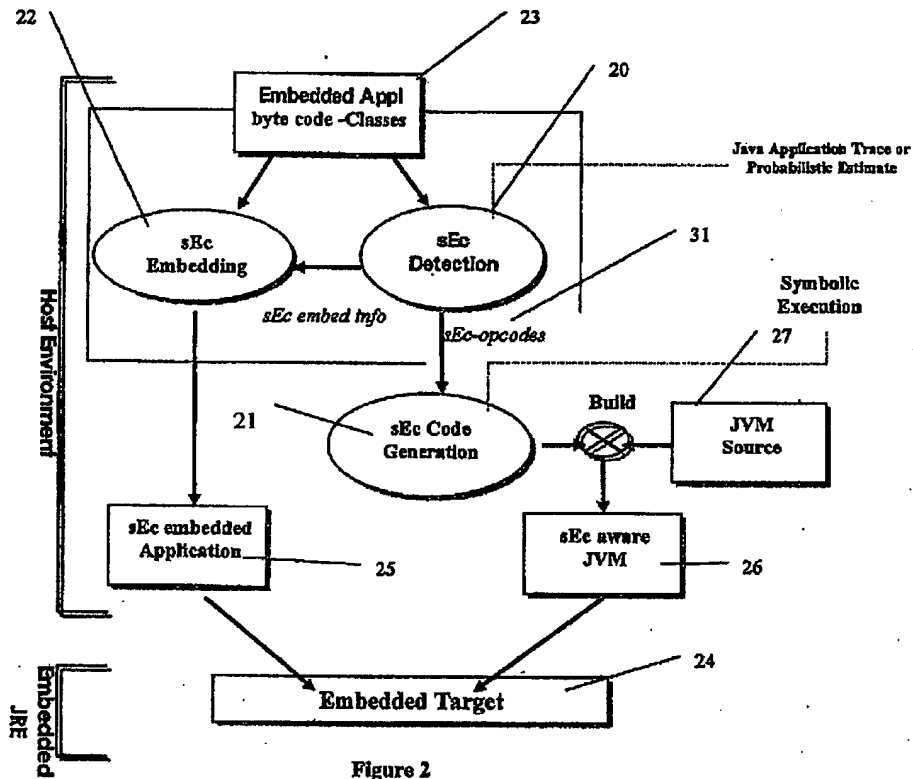 22
23
20
Embedded Appl
byte code -Classes
Java Application Trace or
Probabilistic Estimate
sEc
Embedding
sEc
Detection
31
sEc embed info
sEc-opcodes
Symbolic
Execution
27
Host Environment
21
sEc Code
Generation
Build
JVM
Source
sEc embedded
Application
25
sEc aware
JVM
26
Embedded
JRE
24
Embedded Target
Figure 2